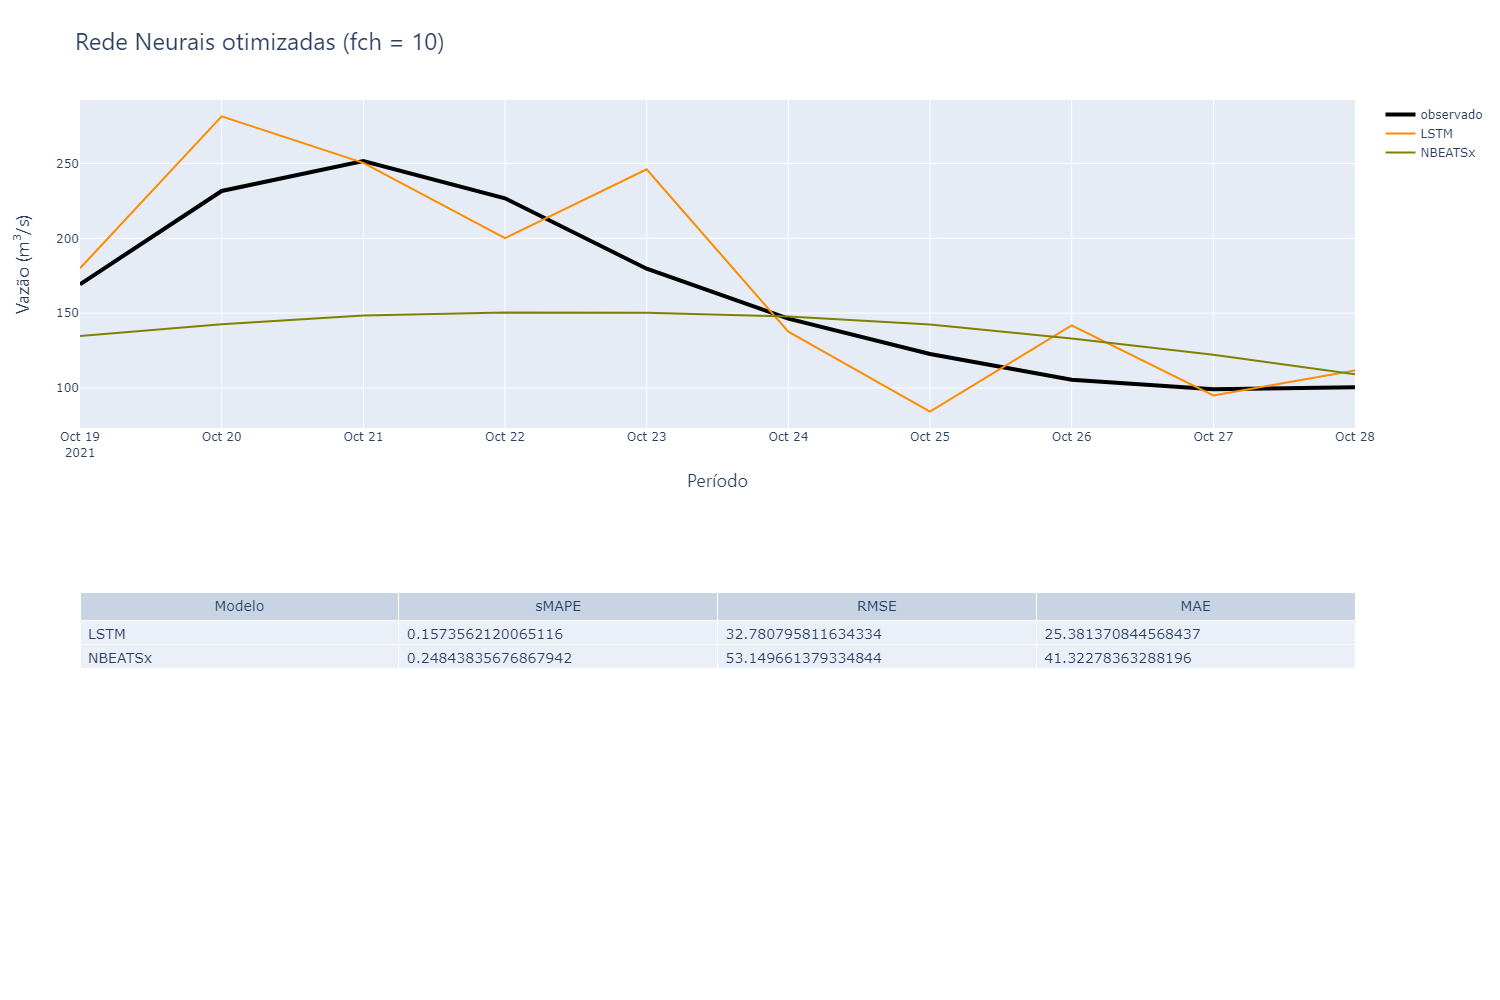 Rede Neurais otimizadas (fch = 10)
observado
LSTM
NBEATSx
Vazão (m³/s)
250
200
150
100
Oct 19 Oct 20 Oct 21 Oct 22 Oct 23 Oct 24 Oct 25 Oct 26 Oct 27 Oct 28
2021
Período
Modelo sMAPE RMSE MAE
LSTM 0.1573562120065116 32.780795811634334 25.381370844568437
NBEATSx 0.24843835676867942 53.149661379334844 41.32278363288196